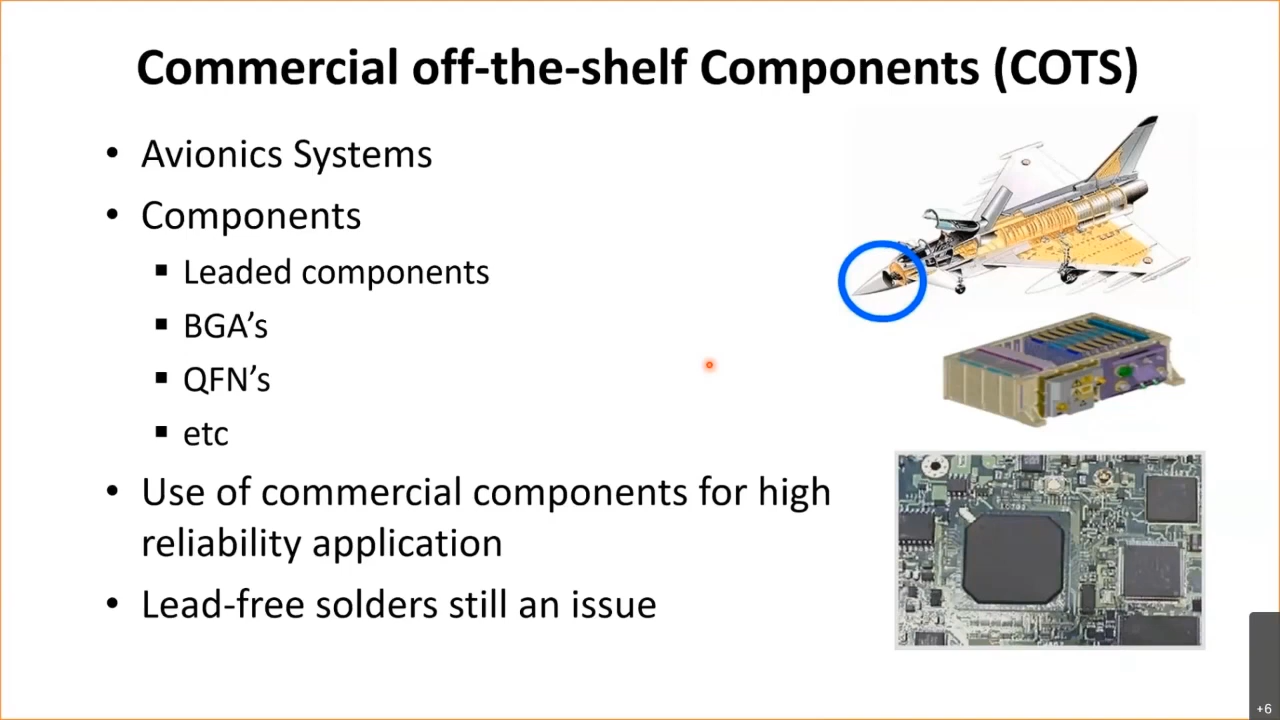 Commercial off-the-shelf Components (COTS)
• Avionics Systems
• Components
▪ Leaded components
▪ BGA’s
▪ QFN’s
▪ etc
• Use of commercial components for high
reliability application
• Lead-free solders still an issue
+6